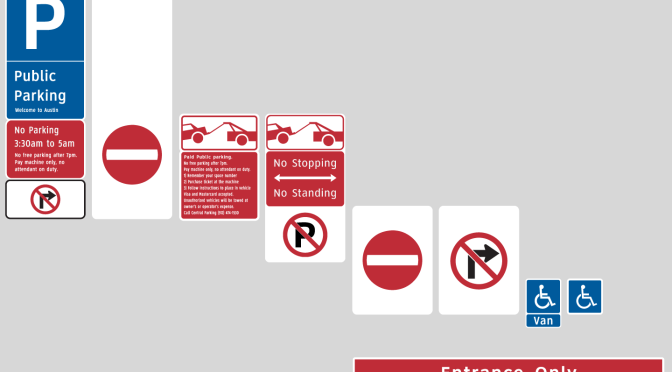 P
Public
Parking
Welcome to Austin
No Parking
3:30am to 5am
No free parking after 7pm.
Pay machine only, no
attendant on duty.
Paid Public parking.
No free parking after 7pm.
Pay machine only, no attendant on duty.
1) Remember your space number
2) Purchase ticket at the machine
3) Follow instructions to place in vehicle
Visa and Mastercard accepted.
Unauthorized vehicles will be towed at
owner's or operator's expense.
Call Central Parking
No Stopping
No Standing
P
Van
Entrance Only